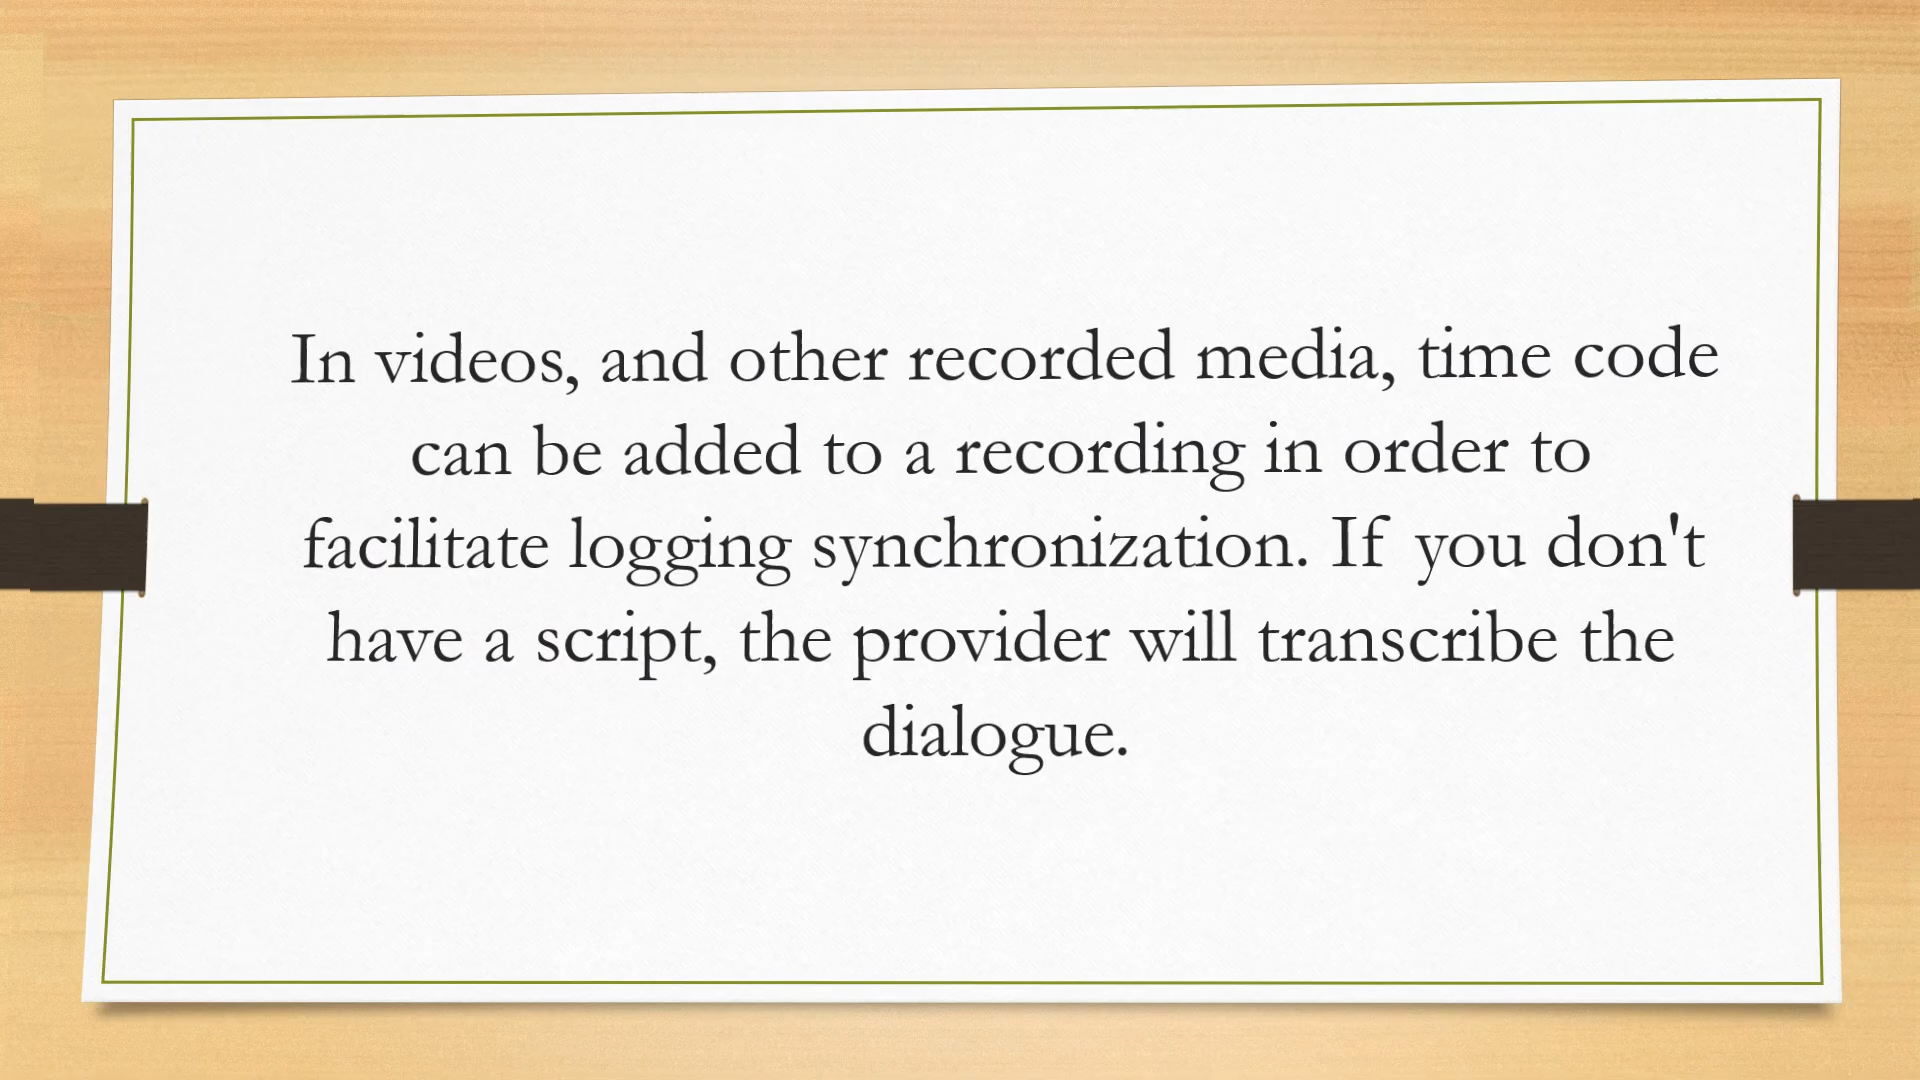 In videos, and other recorded media, time code
can be added to a recording in order to
facilitate logging synchronization. If you don't
have a script, the provider will transcribe the
dialogue.